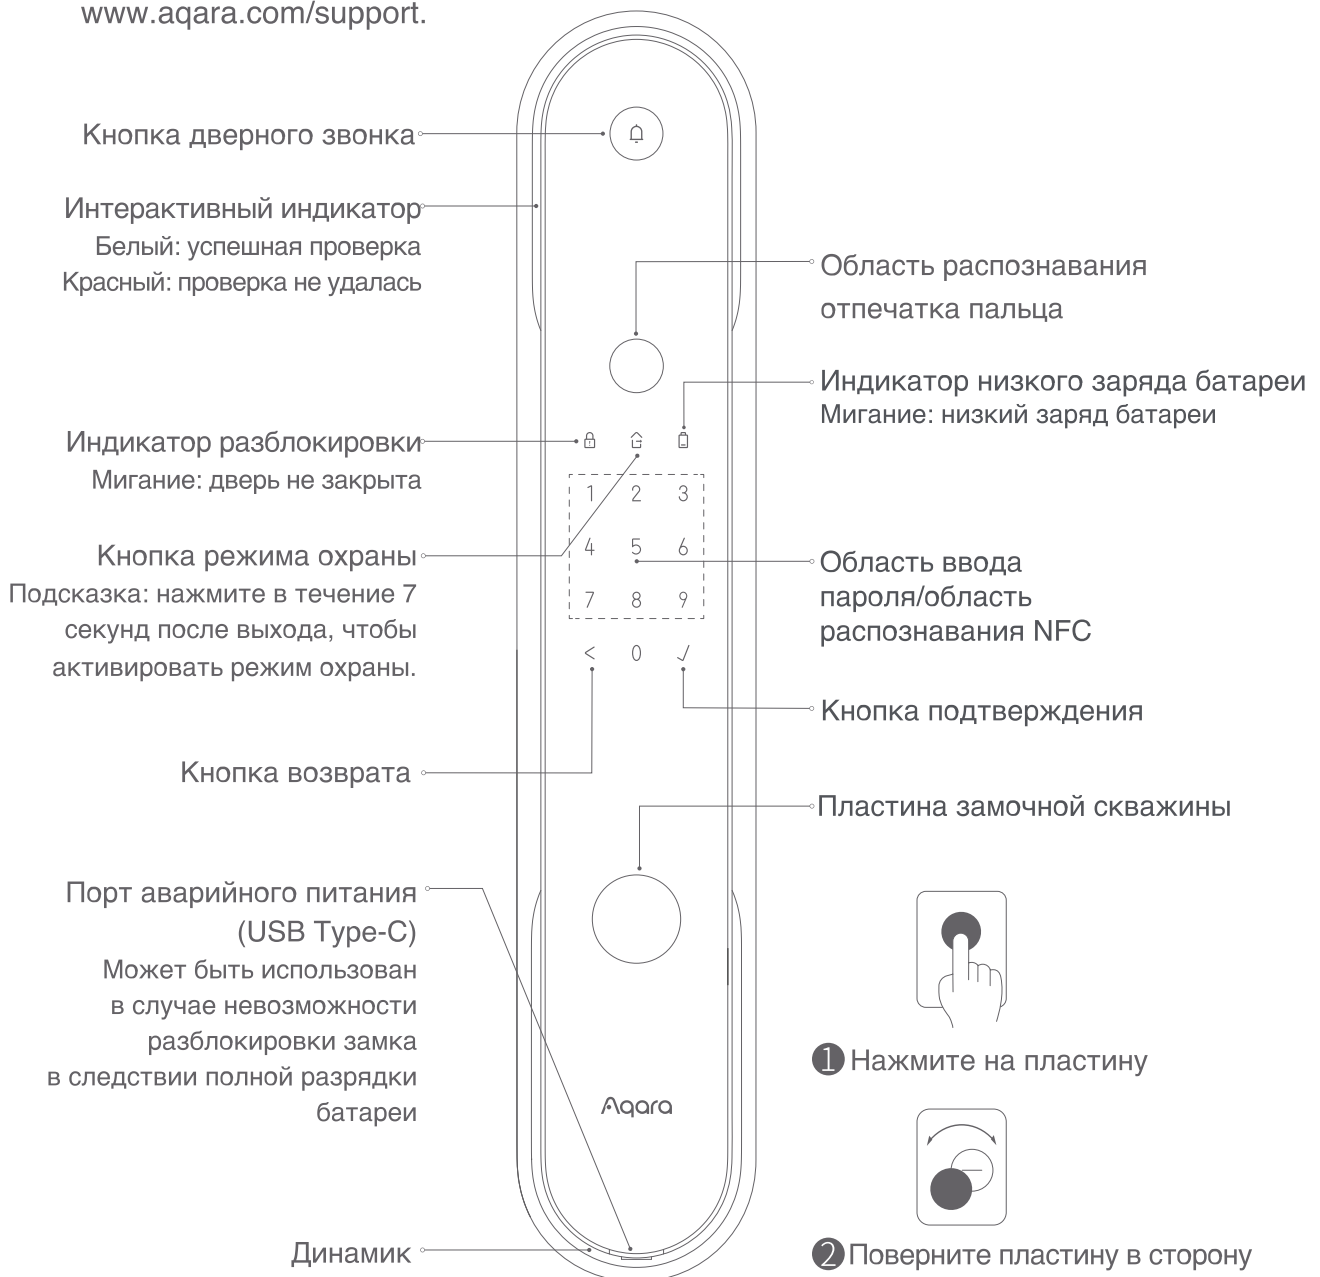 www.aqara.com/support.
Кнопка дверного звонка
Интерактивный индикатор
Белый: успешная проверка
Красный: проверка не удалась
Область распознавания
отпечатка пальца
Индикатор низкого заряда батареи
Мигание: низкий заряд батареи
Индикатор разблокировки
Мигание: дверь не закрыта
1 2 3
Кнопка режима охраны
Подсказка: нажмите в течение 7
секунд после выхода, чтобы
активировать режим охраны.
4 5 6
Область ввода
пароля/область
распознавания NFC
7 8 9
< 0 ✓
Кнопка подтверждения
Кнопка возврата
Пластина замочной скважины
Порт аварийного питания
(USB Type-C)
Может быть использован
в случае невозможности
разблокировки замка
в следствии полной разрядки
батареи
1 Нажмите на пластину
Aqara
Динамик
2 Поверните пластину в сторону